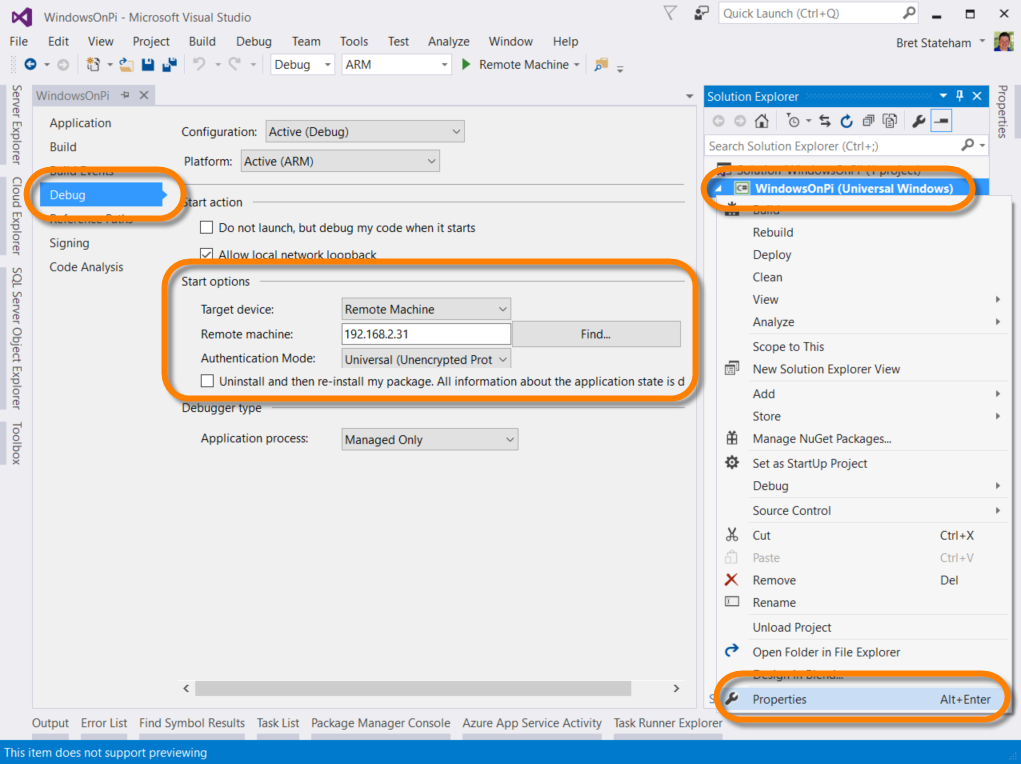 WindowsOnPi - Microsoft Visual Studio
Quick Launch (Ctrl+Q)
File Edit View Project Build Debug Team Tools Test Analyze Window Help
Bret Stateham
Debug ARM Remote Machine
Server Explorer
Cloud Explorer
SQL Server Object Explorer
Toolbox
WindowsOnPi
Application
Build
Build Events
Debug
Reference Paths
Signing
Code Analysis
Configuration: Active (Debug)
Platform: Active (ARM)
Start action
Do not launch, but debug my code when it starts
Allow local network loopback
Start options
Target device: Remote Machine
Remote machine: 192.168.2.31 Find...
Authentication Mode: Universal (Unencrypted Prot
Uninstall and then re-install my package. All information about the application state is d
Debugger type
Application process: Managed Only
Solution Explorer
Search Solution Explorer (Ctrl+;)
Solution 'WindowsOnPi' (1 project)
C# WindowsOnPi (Universal Windows)
Build
Rebuild
Deploy
Clean
View
Analyze
Scope to This
New Solution Explorer View
Add
Store
Manage NuGet Packages...
Set as StartUp Project
Debug
Source Control
Cut Ctrl+X
Paste Ctrl+V
Remove Del
Rename
Unload Project
Open Folder in File Explorer
Design in Blend...
Properties Alt+Enter
Properties
Output Error List Find Symbol Results Task List Package Manager Console Azure App Service Activity Task Runner Explorer
This item does not support previewing